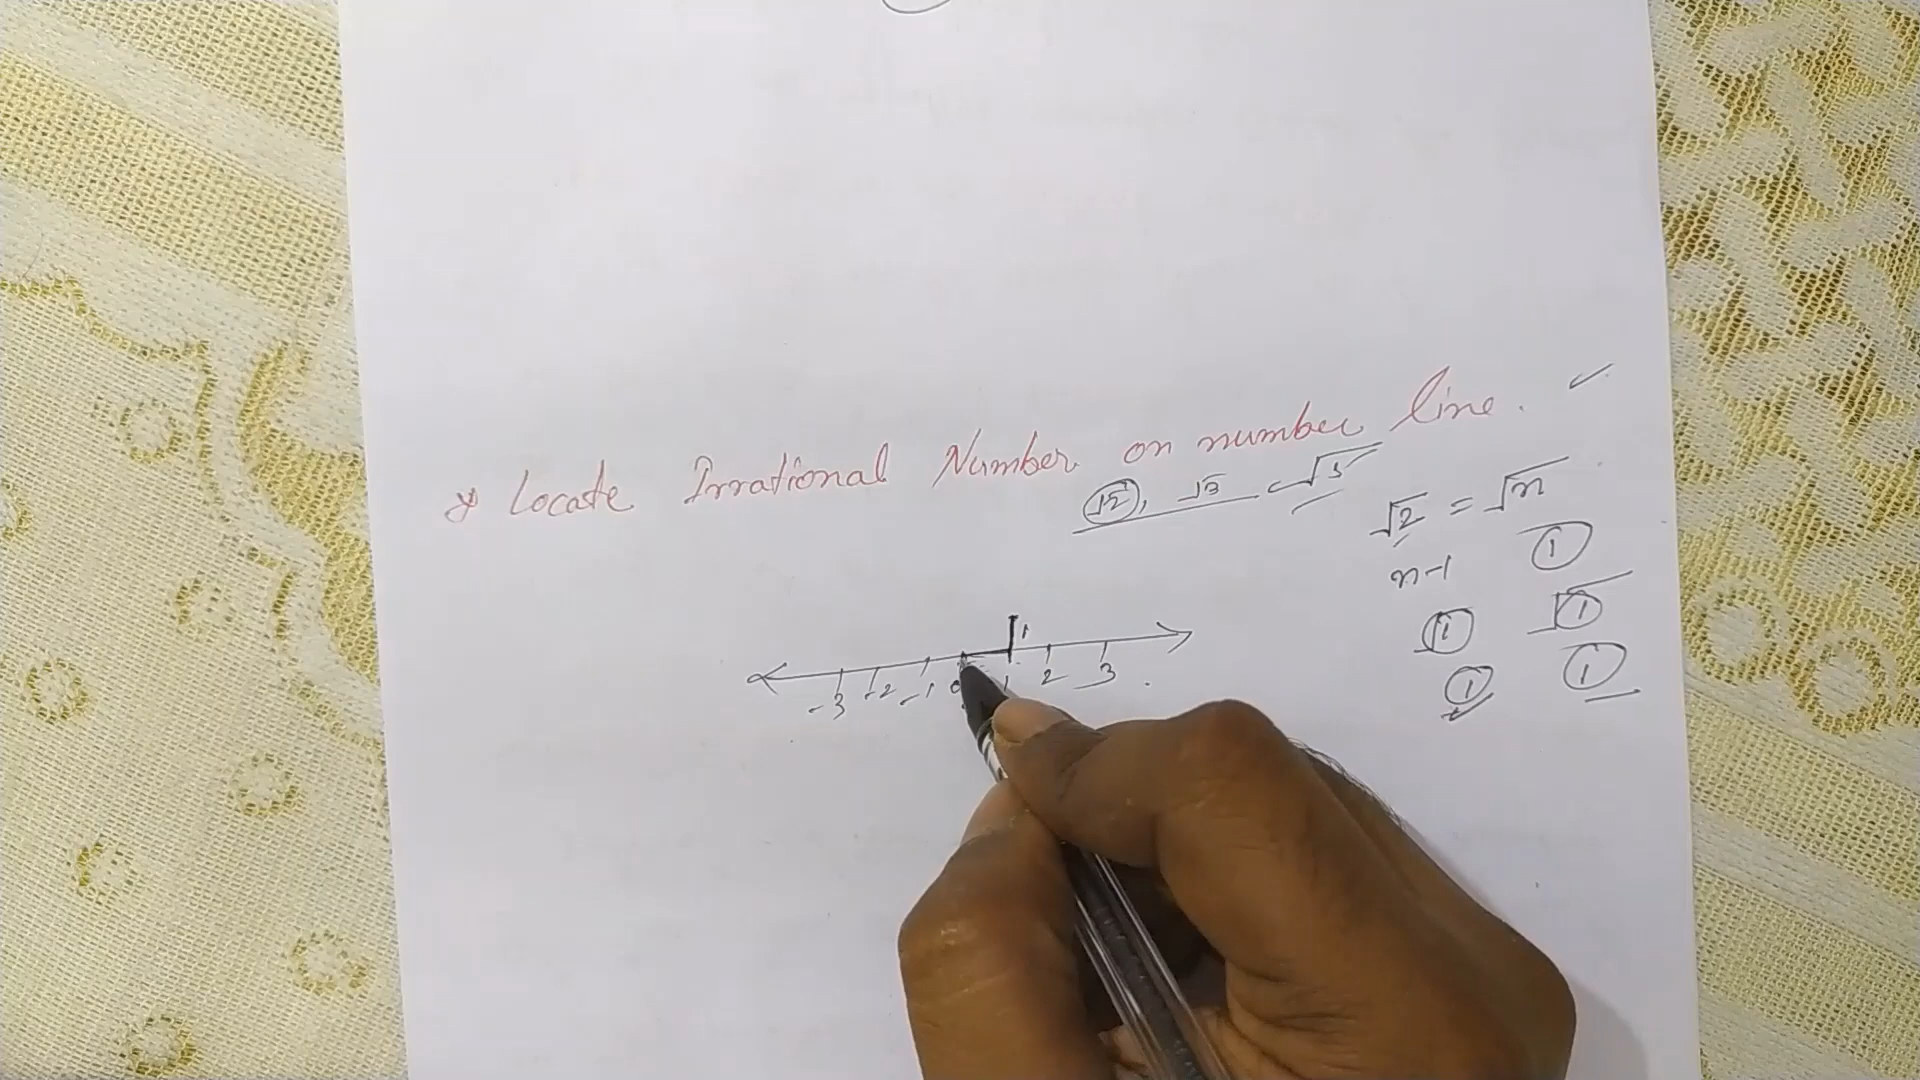 * Locate Irrational Number on number line.
√2, √3 √5
√2 = √n
n-1 1
√1 √1
1 1
1
-3 -2 -1 0 1 2 3